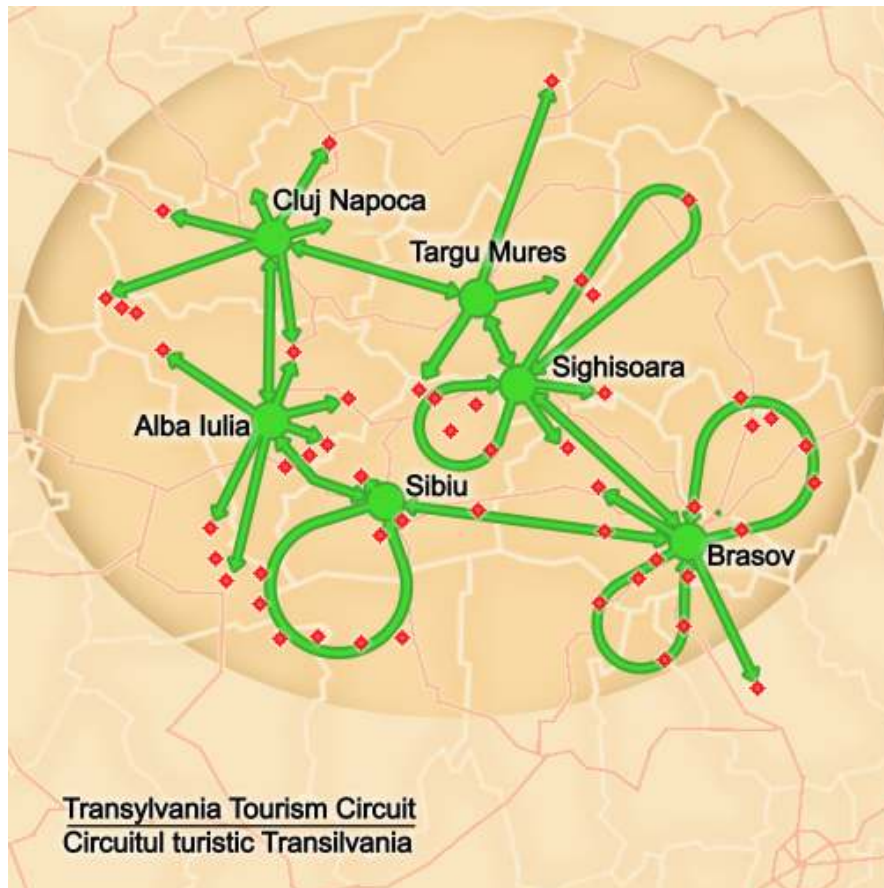 Cluj Napoca
Targu Mures
Sighisoara
Alba Iulia
Sibiu
Brasov
Transylvania Tourism Circuit
Circuitul turistic Transilvania